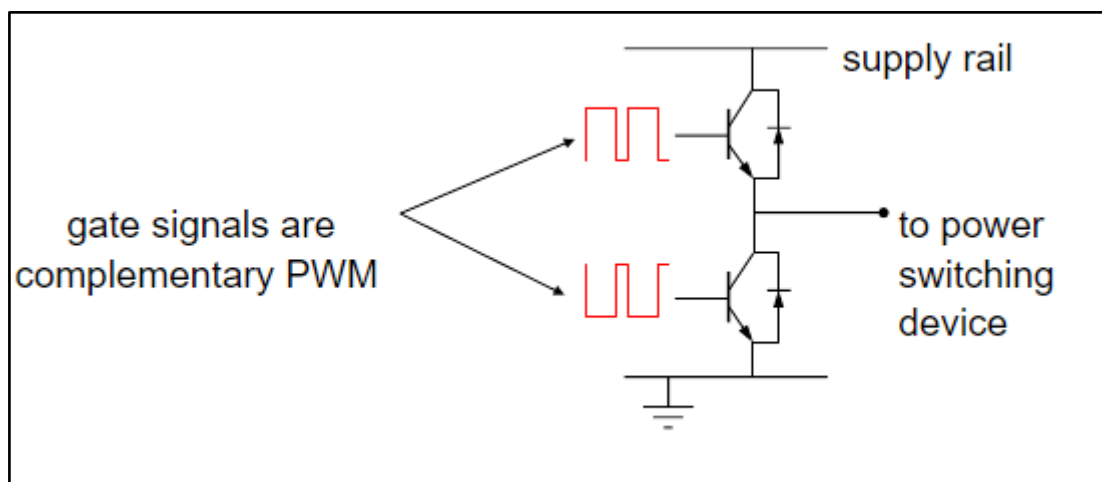 supply rail
gate signals are
complementary PWM
to power
switching
device